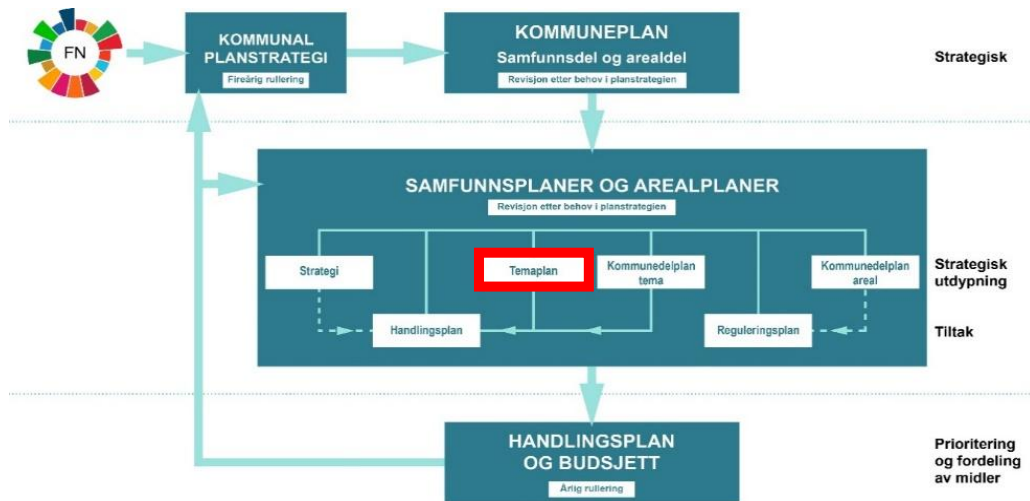 FN
KOMMUNAL
PLANSTRATEGI
Fireårig rullering
KOMMUNEPLAN
Samfunnsdel og arealdel
Revisjon etter behov i planstrategien
Strategisk
SAMFUNNSPLANER OG AREALPLANER
Revisjon etter behov i planstrategien
Strategi
Temaplan
Kommunedelplan
tema
Kommunedelplan
areal
Strategisk
utdypning
Handlingsplan
Reguleringsplan
Tiltak
HANDLINGSPLAN
OG BUDSJETT
Årlig rullering
Prioritering
og fordeling
av midler